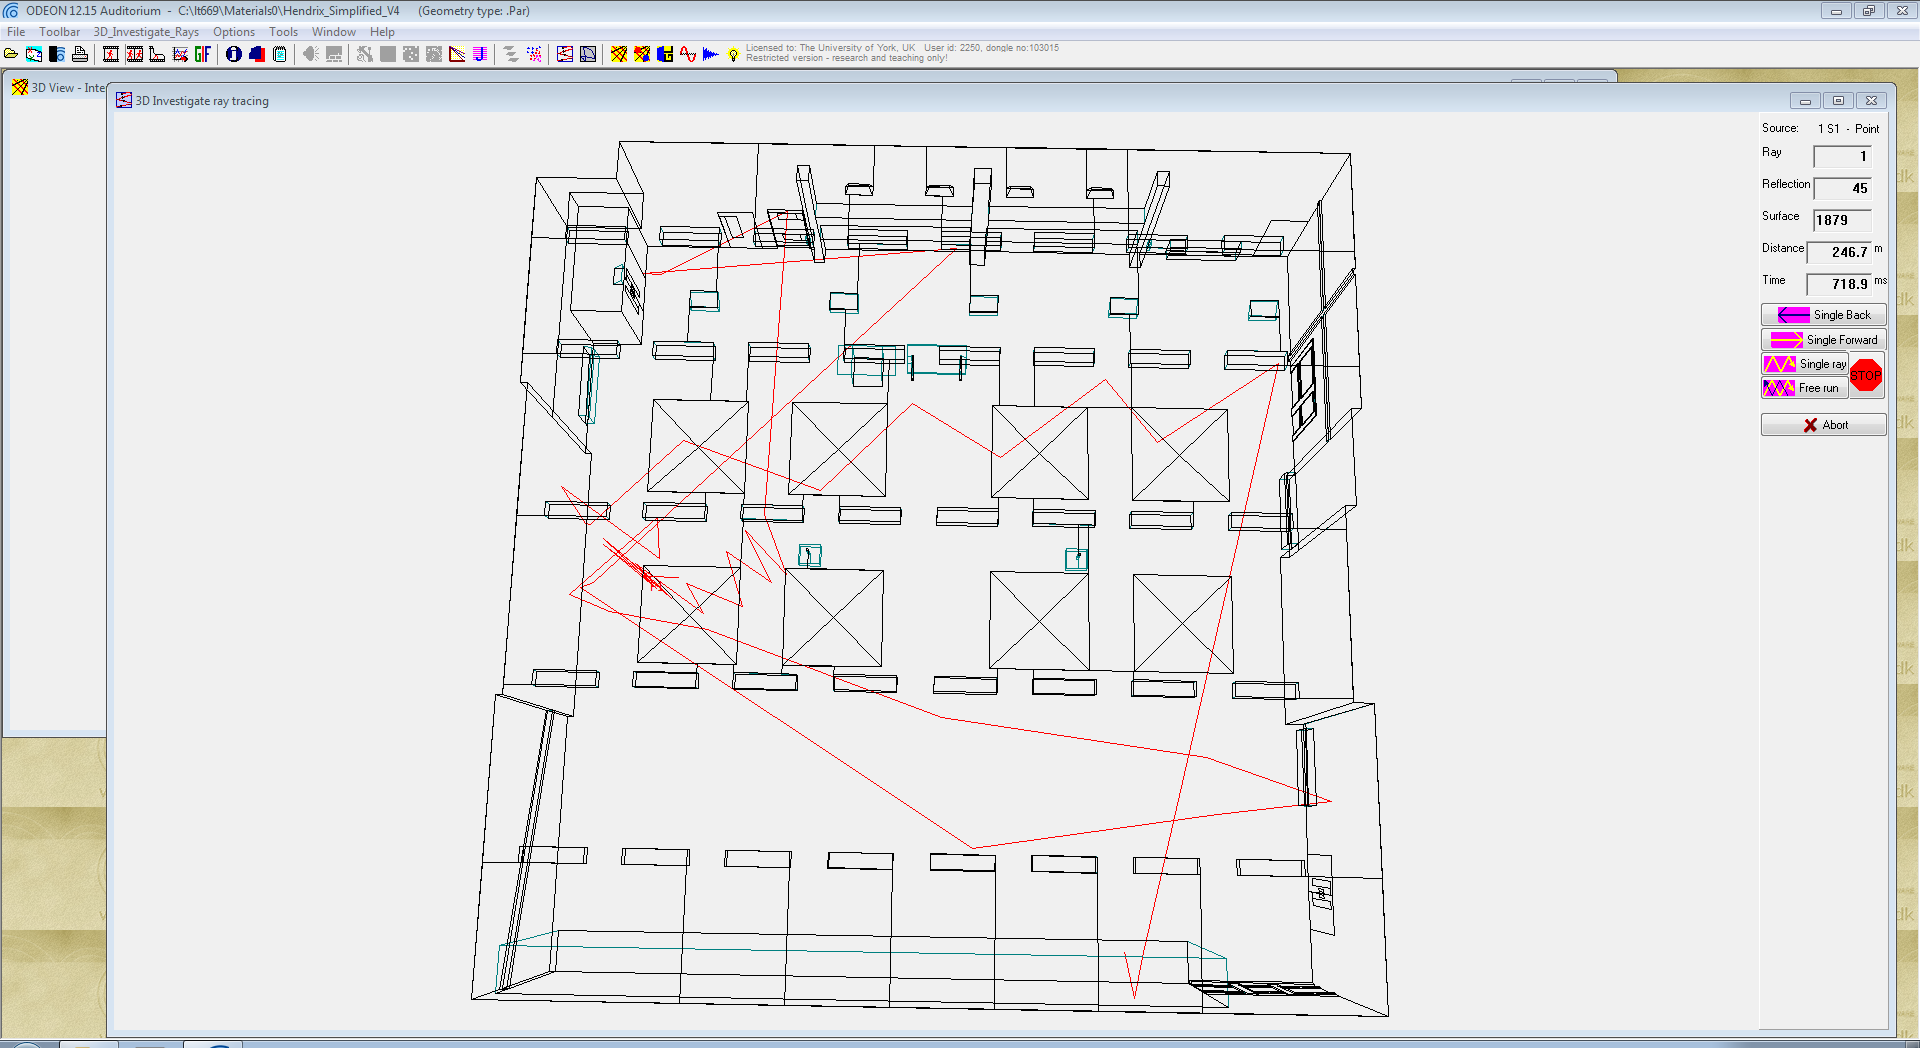 ODEON 12.15 Auditorium - C:\lt669\Materials0\Hendrix_Simplified_V4 (Geometry type: .Par)
File Toolbar 3D_Investigate_Rays Options Tools Window Help
GIF
Licensed to: The University of York, UK User id: 2250, dongle no:103015
Restricted version - research and teaching only!
3D View - Inte
3D Investigate ray tracing
Source: 1 S1 - Point
Ray 1
Reflection 45
Surface 1879
Distance 246.7 m
Time 718.9 ms
Single Back
Single Forward
Single ray
STOP
Free run
Abort